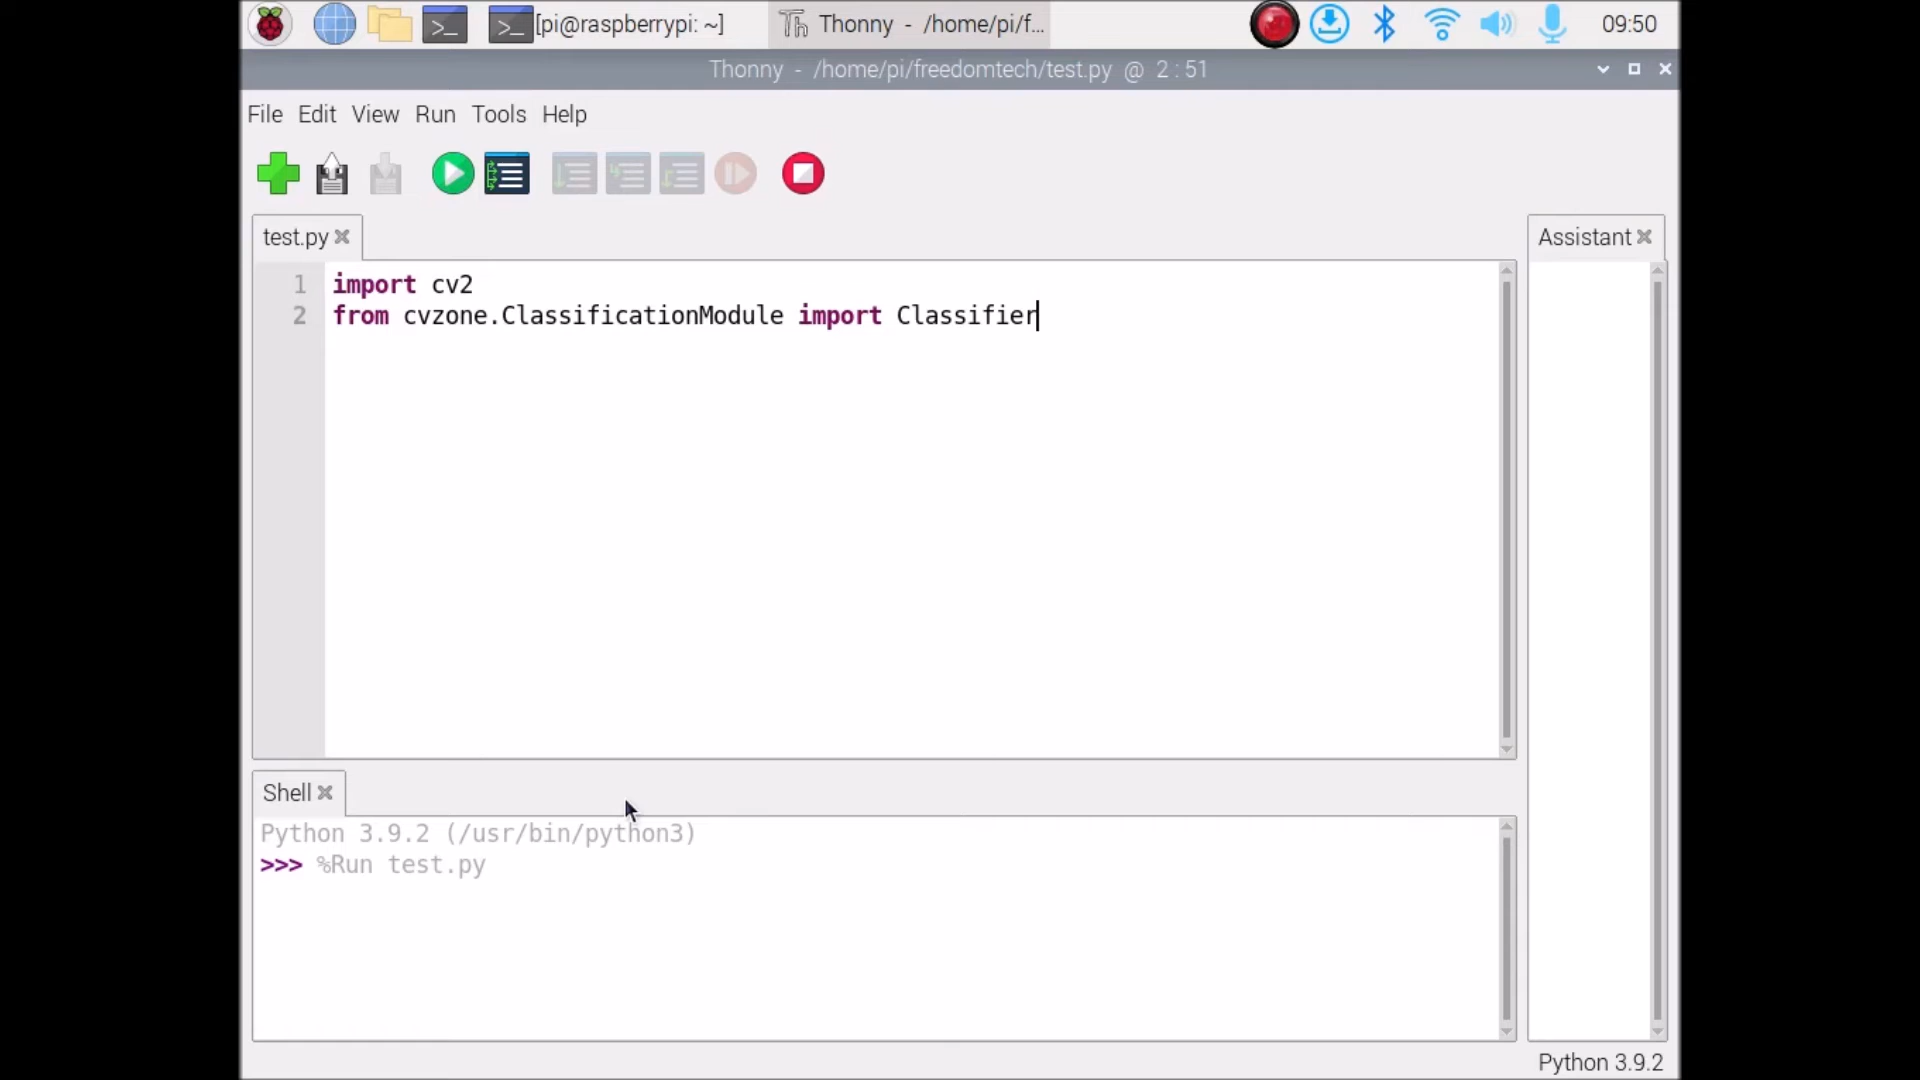 [pi@raspberrypi: ~]
Thonny - /home/pi/f...
09:50
Thonny - /home/pi/freedomtech/test.py @ 2:51
File Edit View Run Tools Help
test.py
Assistant
1 import cv2
2 from cvzone.ClassificationModule import Classifier
Shell
Python 3.9.2 (/usr/bin/python3)
>>> %Run test.py
Python 3.9.2